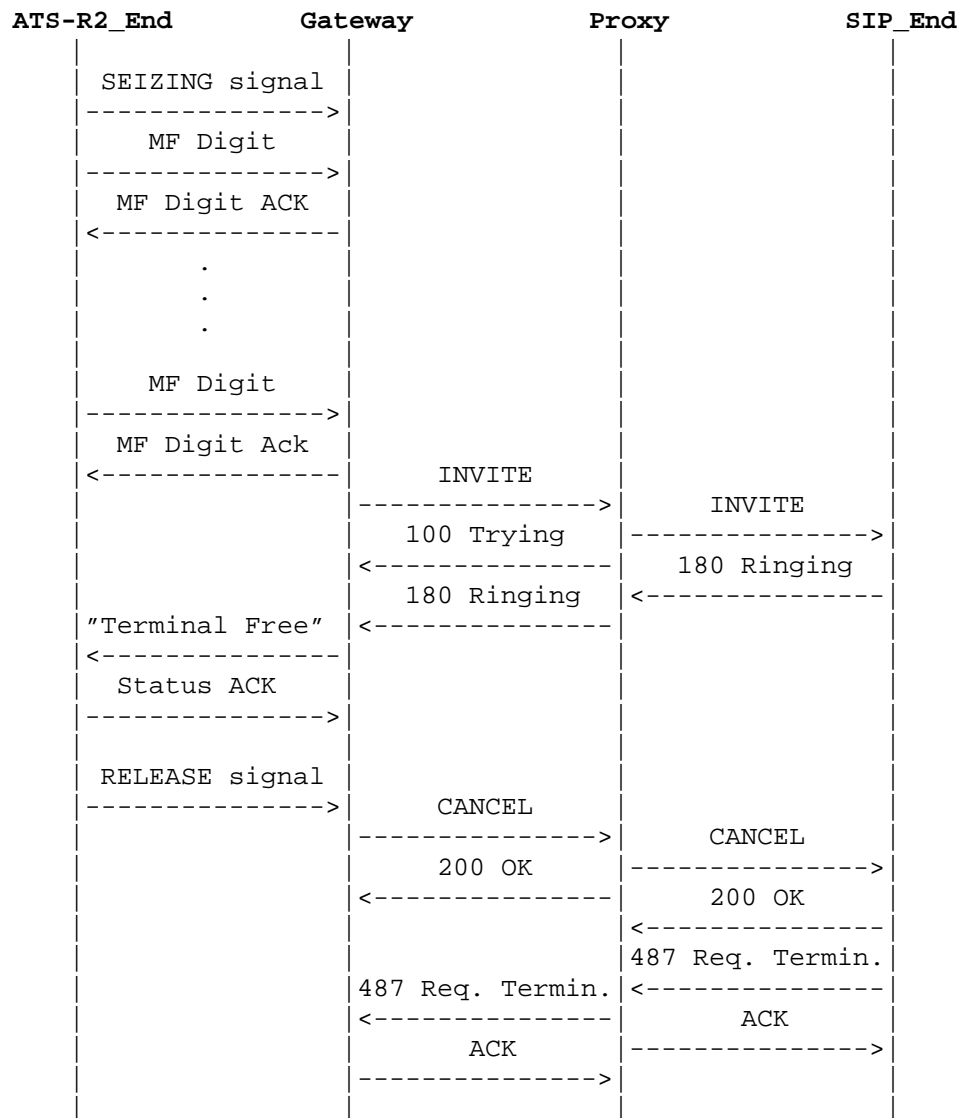 ATS-R2_End Gateway Proxy SIP_End
SEIZING signal
MF Digit
MF Digit ACK
.
.
.
MF Digit
MF Digit Ack
INVITE
INVITE
100 Trying
180 Ringing
180 Ringing
"Terminal Free"
Status ACK
RELEASE signal
CANCEL
CANCEL
200 OK
200 OK
487 Req. Termin.
487 Req. Termin.
ACK
ACK